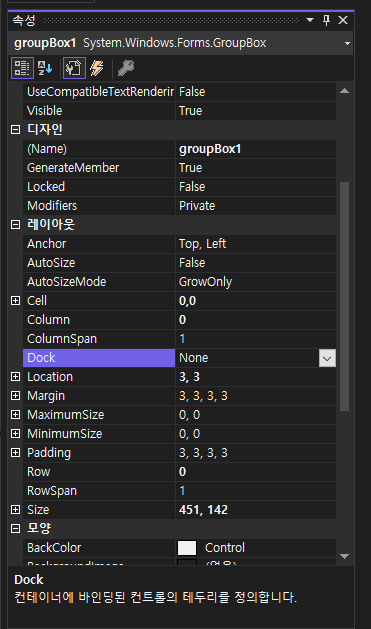 속성
groupBox1 System.Windows.Forms.GroupBox
UseCompatibleTextRenderin False
Visible True
디자인
(Name) groupBox1
GenerateMember True
Locked False
Modifiers Private
레이아웃
Anchor Top, Left
AutoSize False
AutoSizeMode GrowOnly
Cell 0,0
Column 0
ColumnSpan 1
Dock None
Location 3, 3
Margin 3, 3, 3, 3
MaximumSize 0, 0
MinimumSize 0, 0
Padding 3, 3, 3, 3
Row 0
RowSpan 1
Size 451, 142
모양
BackColor Control
BackgroundImage (없음)
Dock
컨테이너에 바인딩된 컨트롤의 테두리를 정의합니다.